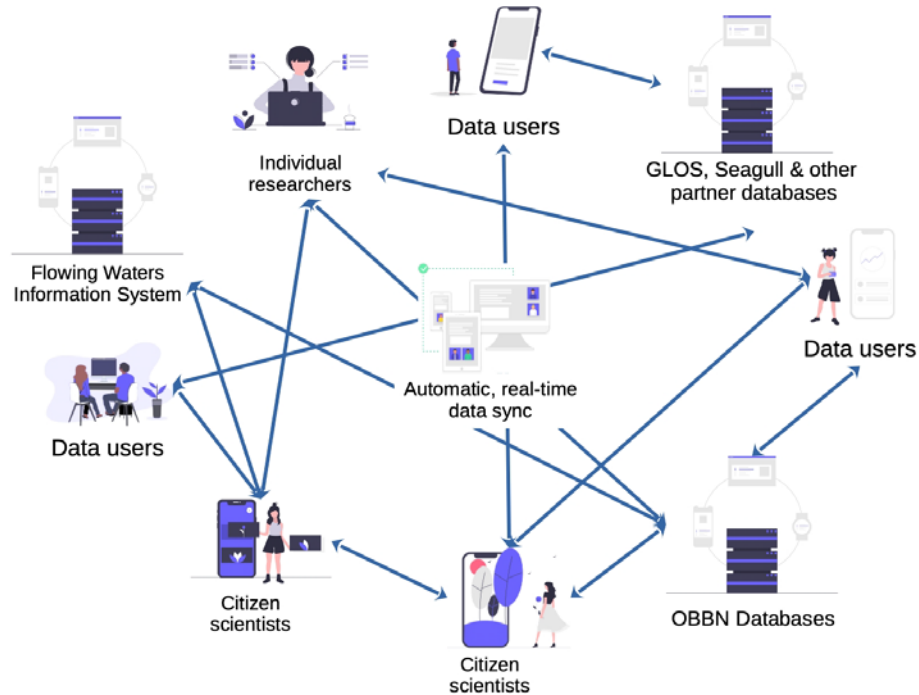 Data users
Individual
researchers
GLOS, Seagull & other
partner databases
Flowing Waters
Information System
Data users
Automatic, real-time
data sync
Data users
Citizen
scientists
OBBN Databases
Citizen
scientists